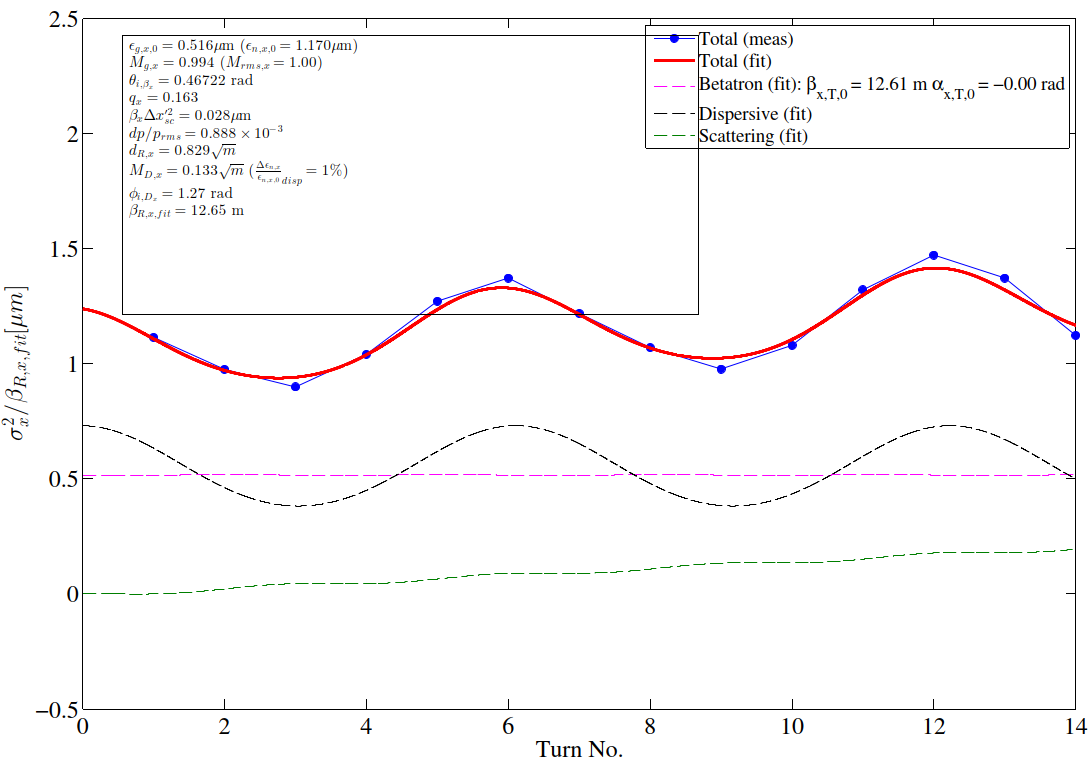 2.5
2
1.5
1
0.5
0
−0.5
0 2 4 6 8 10 12 14
Turn No.
σ_x^2/β_{R,x,fit}[μm]
ϵ_{g,x,0} = 0.516μm (ϵ_{n,x,0} = 1.170μm)
M_{g,x} = 0.994 (M_{rms,x} = 1.00)
θ_{i,β_x} = 0.46722 rad
q_x = 0.163
β_xΔx'^2_{sc} = 0.028μm
dp/p_{rms} = 0.888 × 10^{−3}
d_{R,x} = 0.829√m
M_{D,x} = 0.133√m (Δϵ_{n,x}/ϵ_{n,x,0 disp} = 1%)
ϕ_{i,D_x} = 1.27 rad
β_{R,x,fit} = 12.65 m
Total (meas)
Total (fit)
Betatron (fit): β_{x,T,0} = 12.61 m α_{x,T,0} = −0.00 rad
Dispersive (fit)
Scattering (fit)